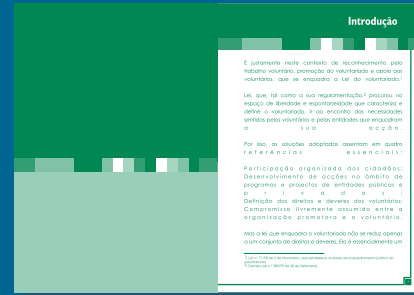 Introdução
É justamente neste contexto de reconhecimento pelo
trabalho voluntário, promoção do voluntariado e apoio aos
voluntários, que se enquadra a Lei do voluntariado.¹
Lei, que, tal como a sua regulamentação,² procurou no
espaço de liberdade e espontaneidade que caracteriza e
define o voluntariado, ir ao encontro das necessidades
sentidas pelos voluntários e pelas entidades que enquadram
a sua acção.
Por isso, as soluções adoptadas assentam em quatro
referências essenciais:
Participação organizada dos cidadãos;
Desenvolvimento de acções no âmbito de
programas e projectos de entidades públicas e
privadas;
Definição dos direitos e deveres dos voluntários;
Compromisso livremente assumido entre a
organização promotora e o voluntário.
Mas a lei que enquadra o voluntariado não se reduz apenas
a um conjunto de direitos e deveres. Ela é essencialmente um